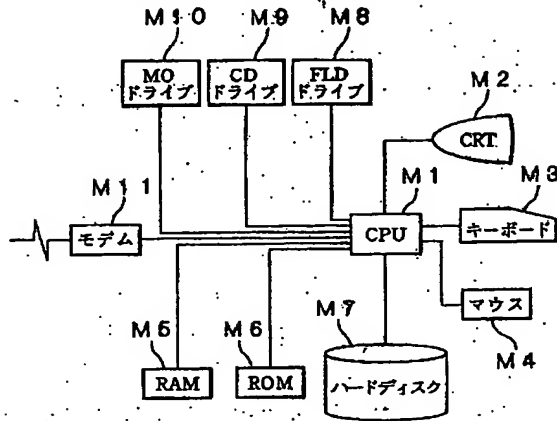 M10
M9
M8
MO
ドライブ
CD
ドライブ
FLD
ドライブ
M2
CRT
M11
M1
M3
モデム
CPU
キーボード
M5
M6
M7
マウス
M4
RAM
ROM
ハードディスク